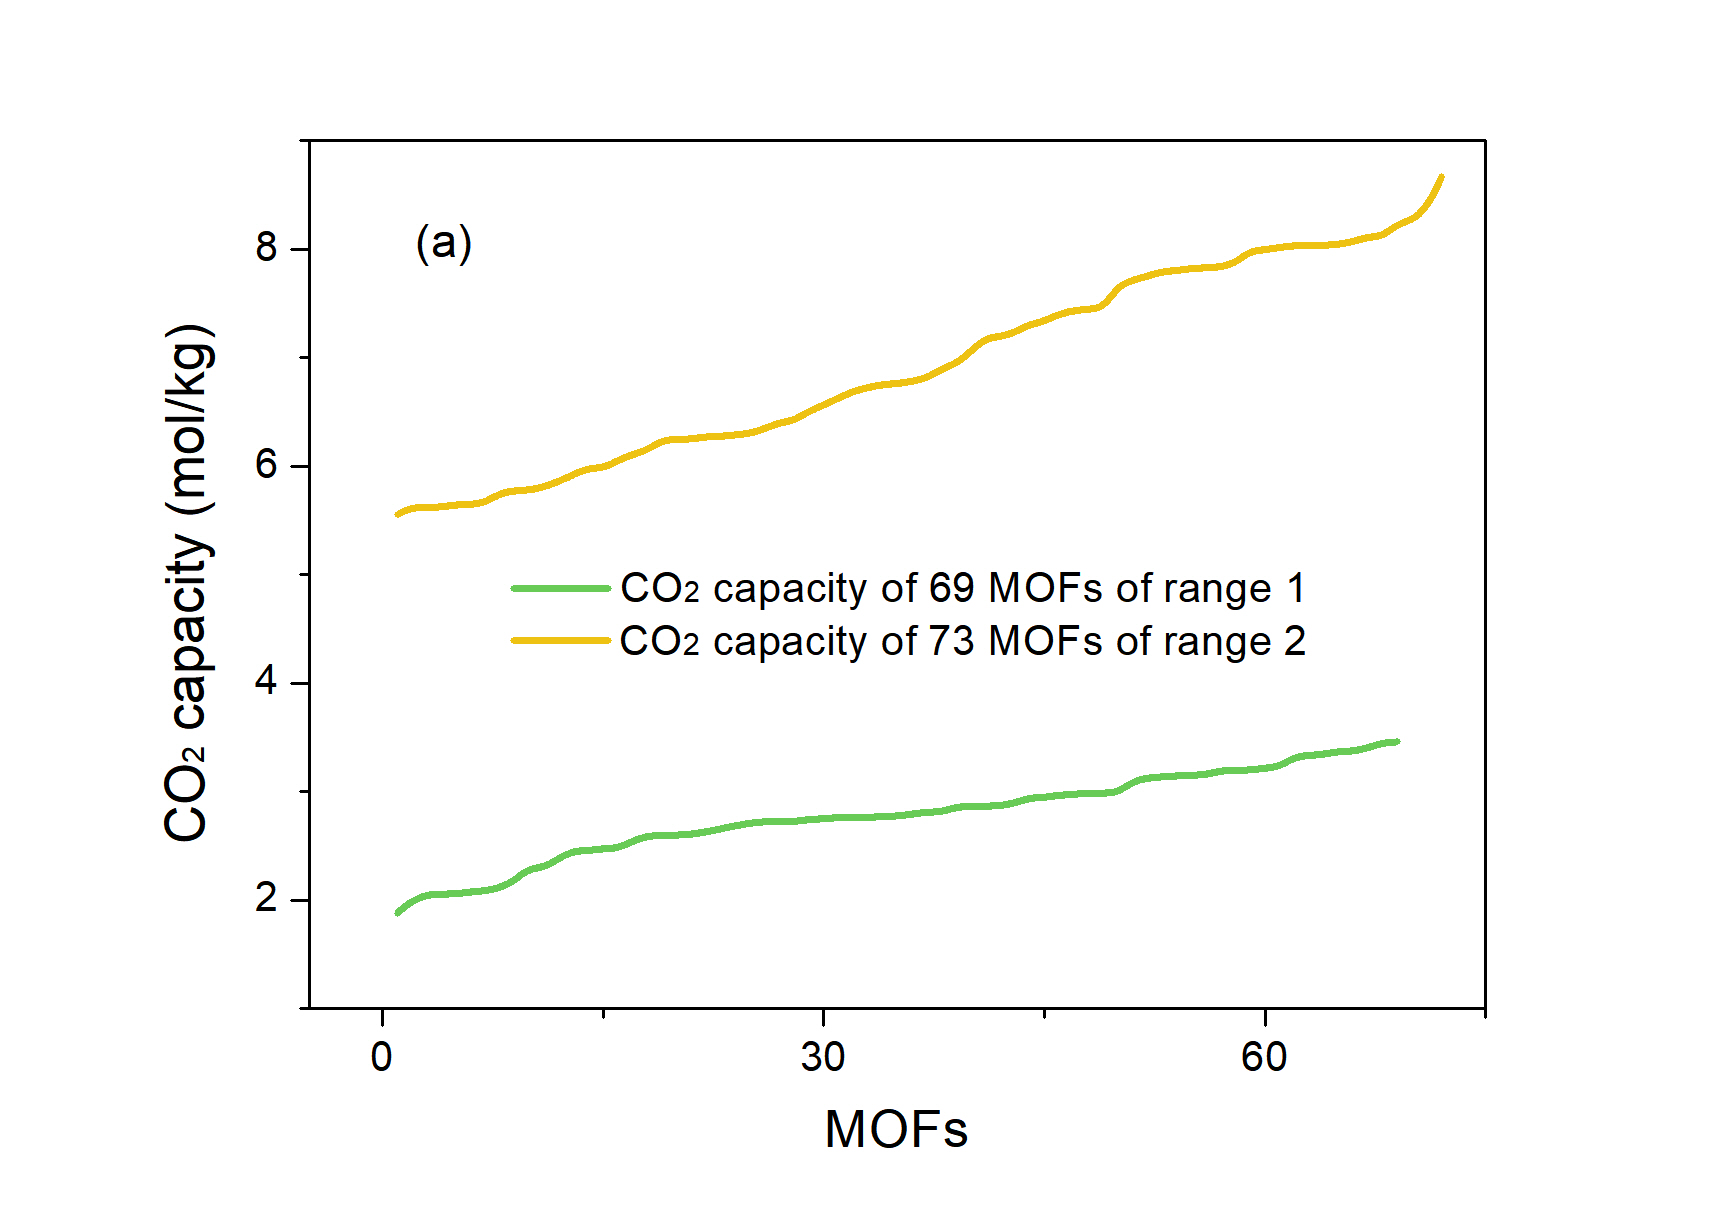 (a)
8
6
4
2
CO₂ capacity (mol/kg)
CO₂ capacity of 69 MOFs of range 1
CO₂ capacity of 73 MOFs of range 2
0 30 60
MOFs